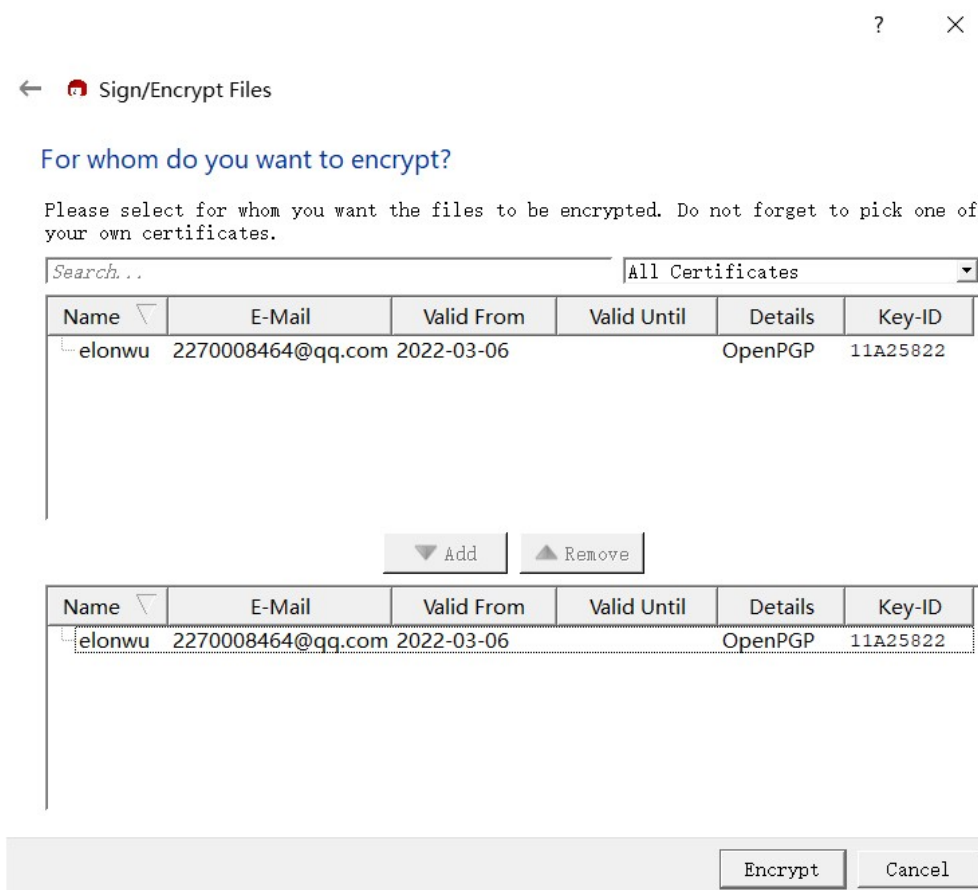 ?
Sign/Encrypt Files
For whom do you want to encrypt?
Please select for whom you want the files to be encrypted. Do not forget to pick one of
your own certificates.
Search... All Certificates
Name E-Mail Valid From Valid Until Details Key-ID
elonwu 2270008464@qq.com 2022-03-06 OpenPGP 11A25822
Add Remove
Name E-Mail Valid From Valid Until Details Key-ID
elonwu 2270008464@qq.com 2022-03-06 OpenPGP 11A25822
Encrypt Cancel